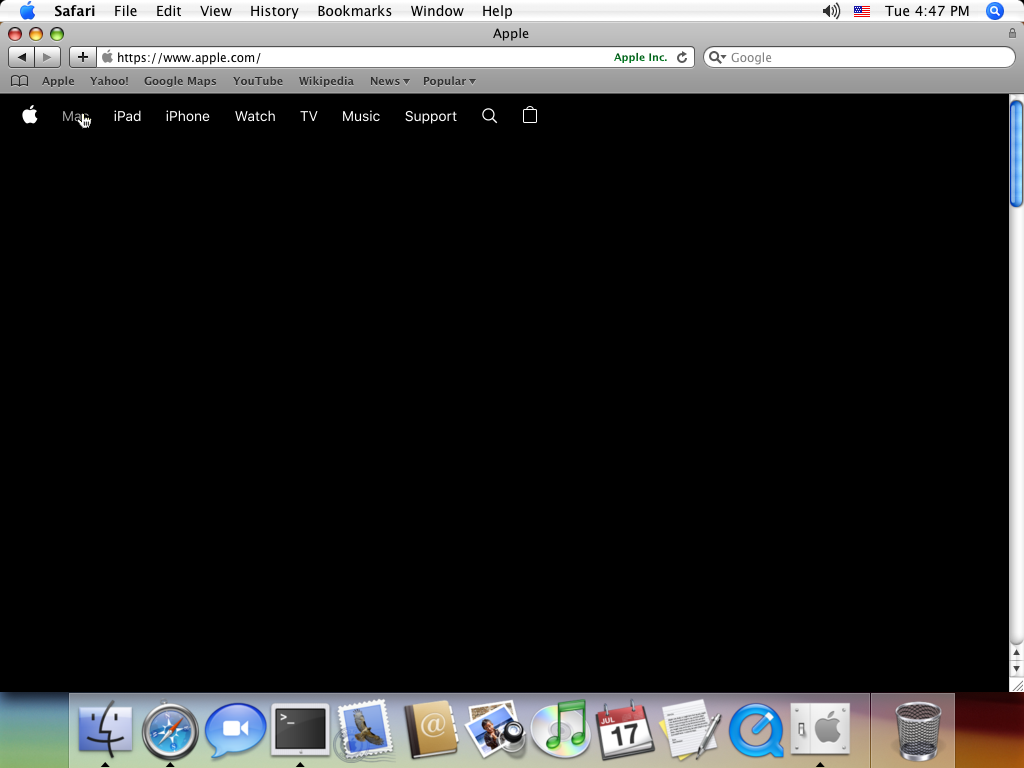 Safari File Edit View History Bookmarks Window Help Tue 4:47 PM
Apple
https://www.apple.com/ Apple Inc. Google
Apple Yahoo! Google Maps YouTube Wikipedia News Popular
Mac iPad iPhone Watch TV Music Support
>_
@
JUL
17